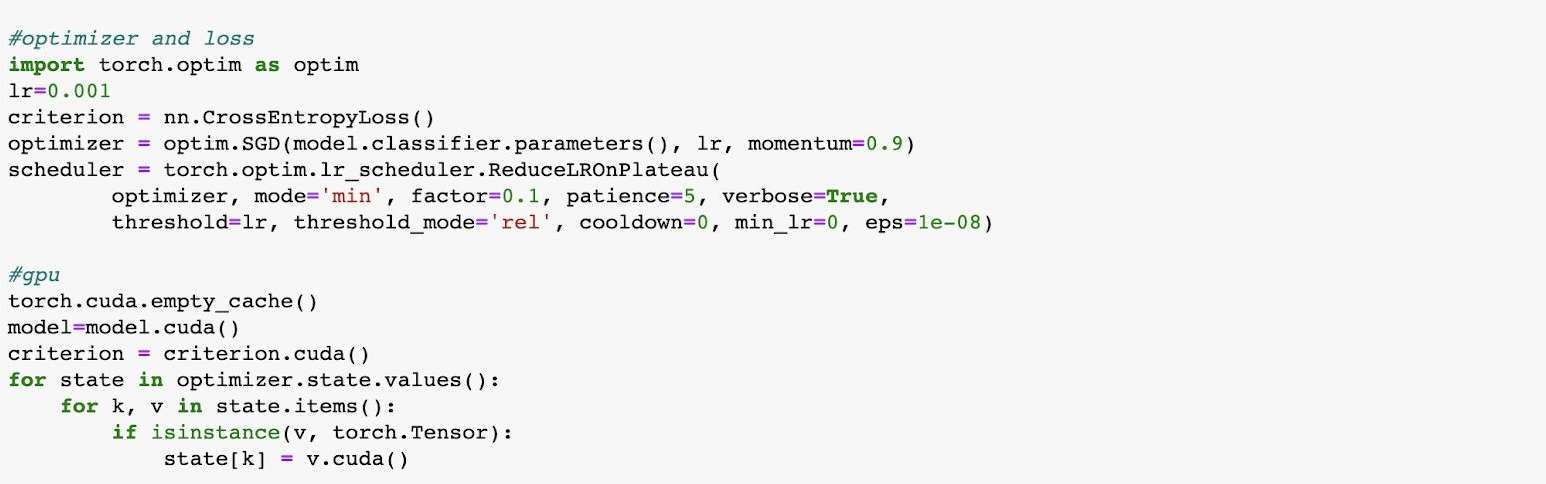 #optimizer and loss
import torch.optim as optim
lr=0.001
criterion = nn.CrossEntropyLoss()
optimizer = optim.SGD(model.classifier.parameters(), lr, momentum=0.9)
scheduler = torch.optim.lr_scheduler.ReduceLROnPlateau(
        optimizer, mode='min', factor=0.1, patience=5, verbose=True,
        threshold=lr, threshold_mode='rel', cooldown=0, min_lr=0, eps=1e-08)

#gpu
torch.cuda.empty_cache()
model=model.cuda()
criterion = criterion.cuda()
for state in optimizer.state.values():
    for k, v in state.items():
        if isinstance(v, torch.Tensor):
            state[k] = v.cuda()